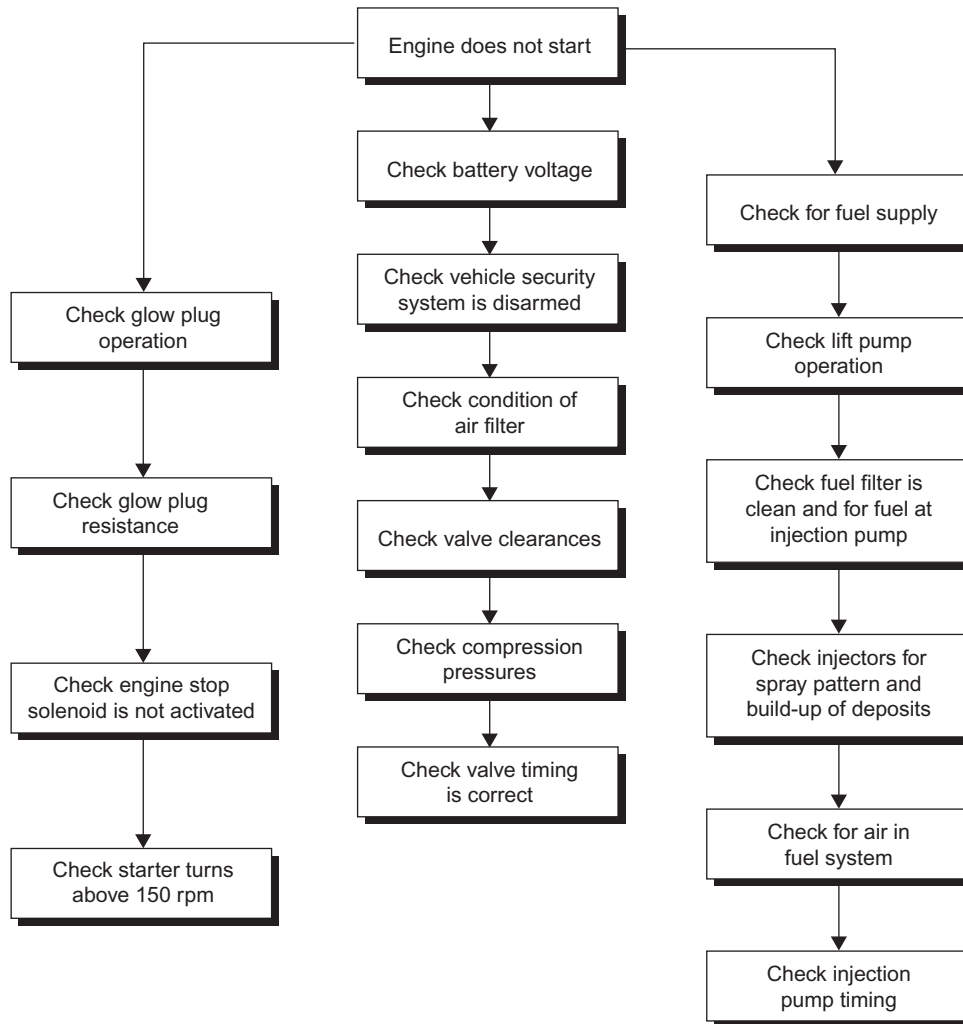 Engine does not start
Check glow plug
operation
Check glow plug
resistance
Check engine stop
solenoid is not activated
Check starter turns
above 150 rpm
Check battery voltage
Check vehicle security
system is disarmed
Check condition of
air filter
Check valve clearances
Check compression
pressures
Check valve timing
is correct
Check for fuel supply
Check lift pump
operation
Check fuel filter is
clean and for fuel at
injection pump
Check injectors for
spray pattern and
build-up of deposits
Check for air in
fuel system
Check injection
pump timing